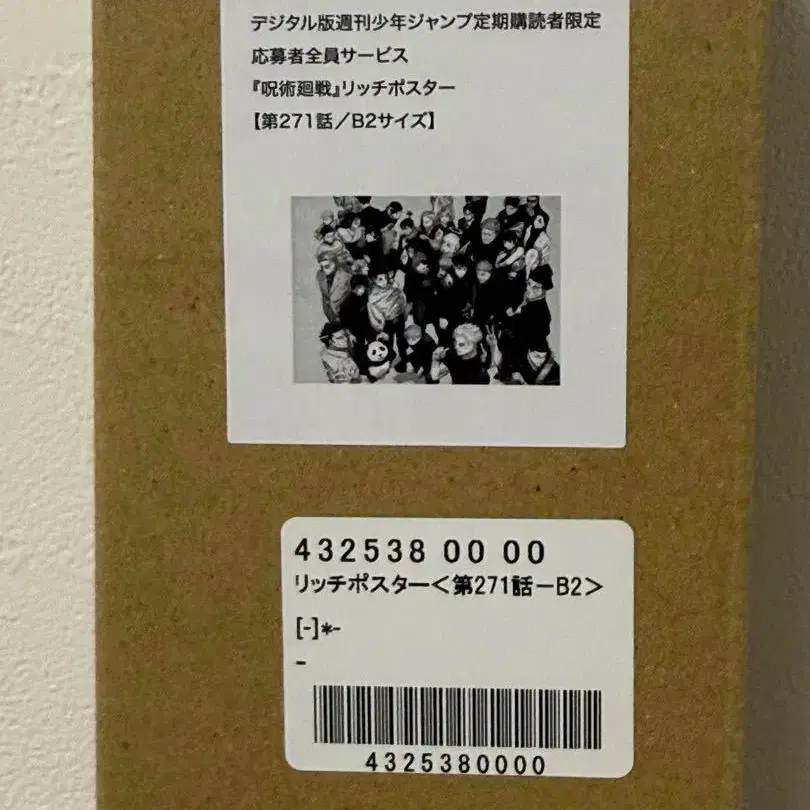 デジタル版週刊少年ジャンプ定期購読者限定
応募者全員サービス
『呪術廻戦』リッチポスター
【第271話／B2サイズ】
432538 00 00
リッチポスター＜第271話－B2＞
[-]*-
-
4325380000